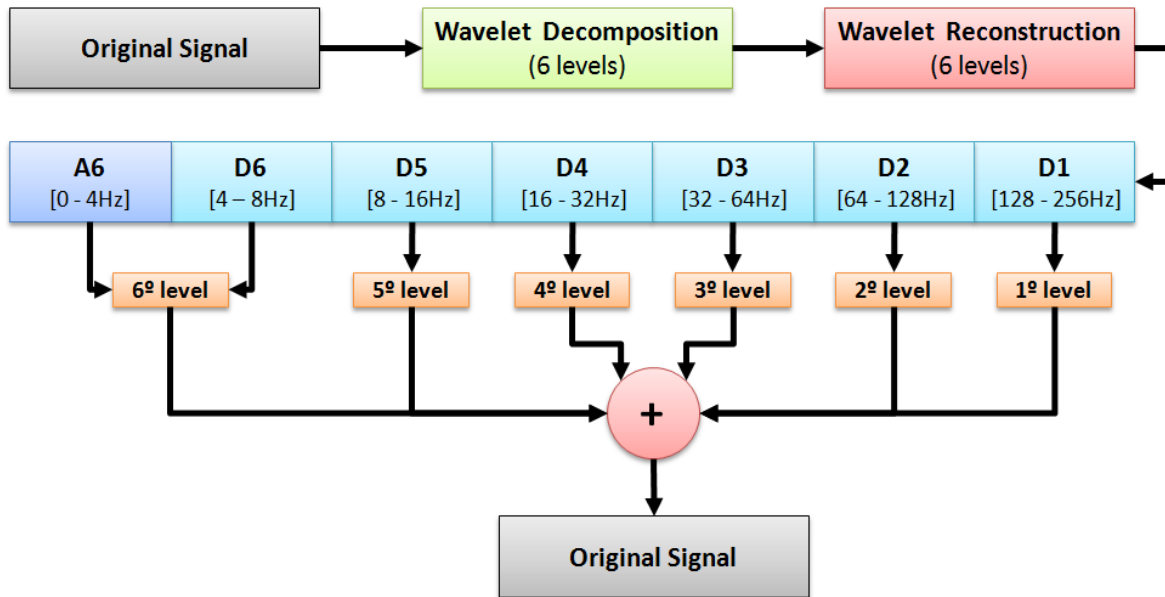 Original Signal
Wavelet Decomposition
(6 levels)
Wavelet Reconstruction
(6 levels)
A6
[0 - 4Hz]
D6
[4 – 8Hz]
D5
[8 - 16Hz]
D4
[16 - 32Hz]
D3
[32 - 64Hz]
D2
[64 - 128Hz]
D1
[128 - 256Hz]
6º level
5º level
4º level
3º level
2º level
1º level
+
Original Signal